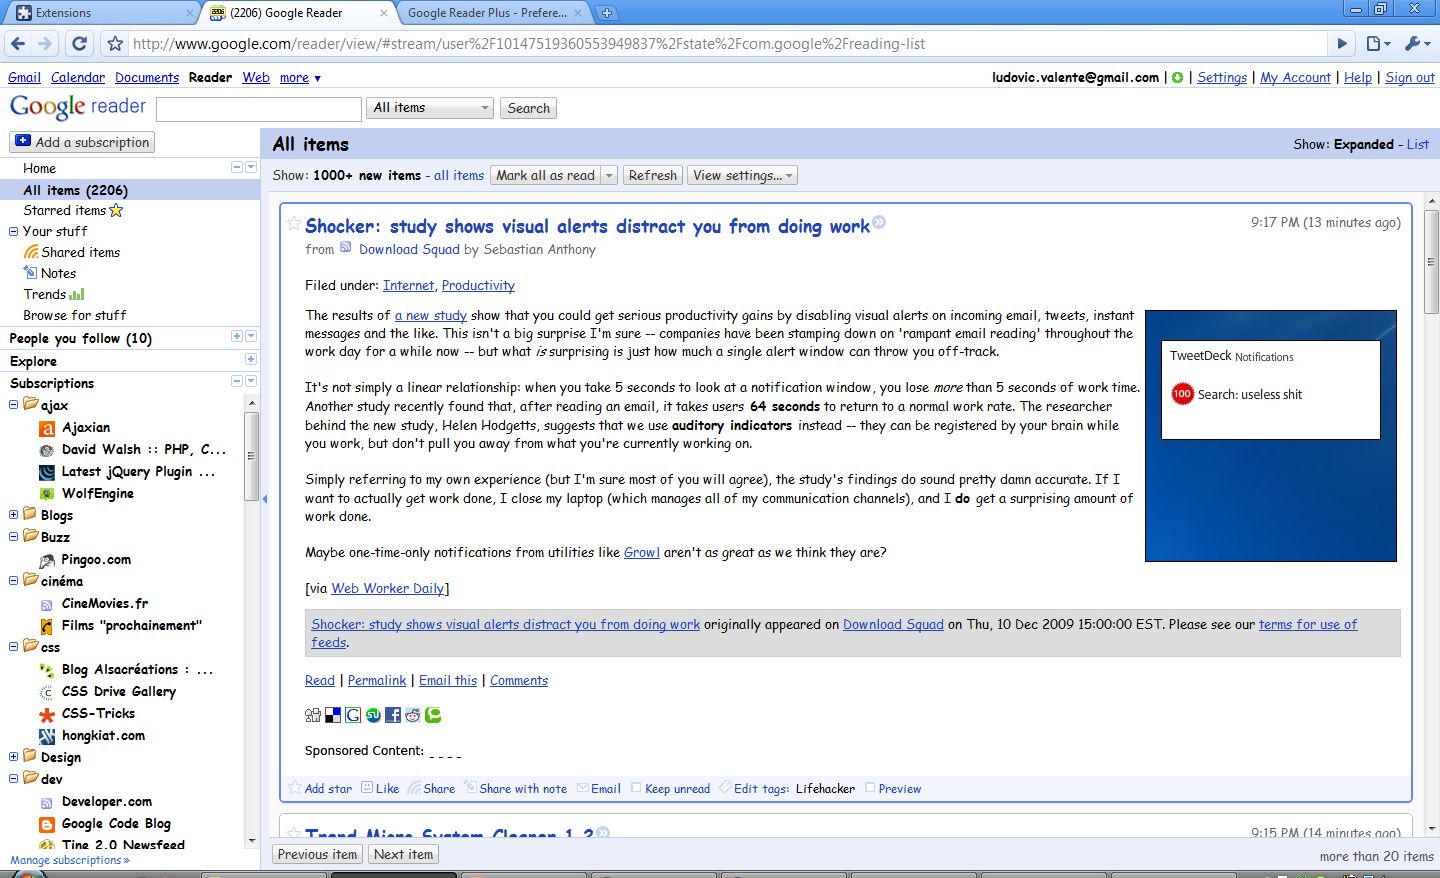 Extensions
(2206) Google Reader
Google Reader Plus - Prefere...
http://www.google.com/reader/view/#stream/user%2F10147519360553949837%2Fstate%2Fcom.google%2Freading-list
Gmail Calendar Documents Reader Web more ▼
ludovic.valente@gmail.com | | Settings | My Account | Help | Sign out
Google reader
All items
Search
Add a subscription
All items
Show: Expanded - List
Home
Show: 1000+ new items - all items Mark all as read Refresh View settings...
All items (2206)
Starred items
Your stuff
Shared items
Notes
Trends
Browse for stuff
People you follow (10)
Explore
Subscriptions
ajax
Ajaxian
David Walsh :: PHP, C...
Latest jQuery Plugin ...
WolfEngine
Blogs
Buzz
Pingoo.com
cinéma
CineMovies.fr
Films "prochainement"
css
Blog Alsacréations : ...
CSS Drive Gallery
CSS-Tricks
hongkiat.com
Design
dev
Developer.com
Google Code Blog
Tine 2.0 Newsfeed
Manage subscriptions »
Shocker: study shows visual alerts distract you from doing work
9:17 PM (13 minutes ago)
from Download Squad by Sebastian Anthony
Filed under: Internet, Productivity
The results of a new study show that you could get serious productivity gains by disabling visual alerts on incoming email, tweets, instant
messages and the like. This isn't a big surprise I'm sure -- companies have been stamping down on 'rampant email reading' throughout the
work day for a while now -- but what is surprising is just how much a single alert window can throw you off-track.
It's not simply a linear relationship: when you take 5 seconds to look at a notification window, you lose more than 5 seconds of work time.
Another study recently found that, after reading an email, it takes users 64 seconds to return to a normal work rate. The researcher
behind the new study, Helen Hodgetts, suggests that we use auditory indicators instead -- they can be registered by your brain while
you work, but don't pull you away from what you're currently working on.
Simply referring to my own experience (but I'm sure most of you will agree), the study's findings do sound pretty damn accurate. If I
want to actually get work done, I close my laptop (which manages all of my communication channels), and I do get a surprising amount of
work done.
Maybe one-time-only notifications from utilities like Growl aren't as great as we think they are?
[via Web Worker Daily]
TweetDeck Notifications
100 Search: useless shit
Shocker: study shows visual alerts distract you from doing work originally appeared on Download Squad on Thu, 10 Dec 2009 15:00:00 EST. Please see our terms for use of
feeds.
Read | Permalink | Email this | Comments
Sponsored Content: _ _ _ _
Add star Like Share Share with note Email Keep unread Edit tags: Lifehacker Preview
Trend Micro System Cleaner 1.2
9:15 PM (14 minutes ago)
Previous item Next item
more than 20 items